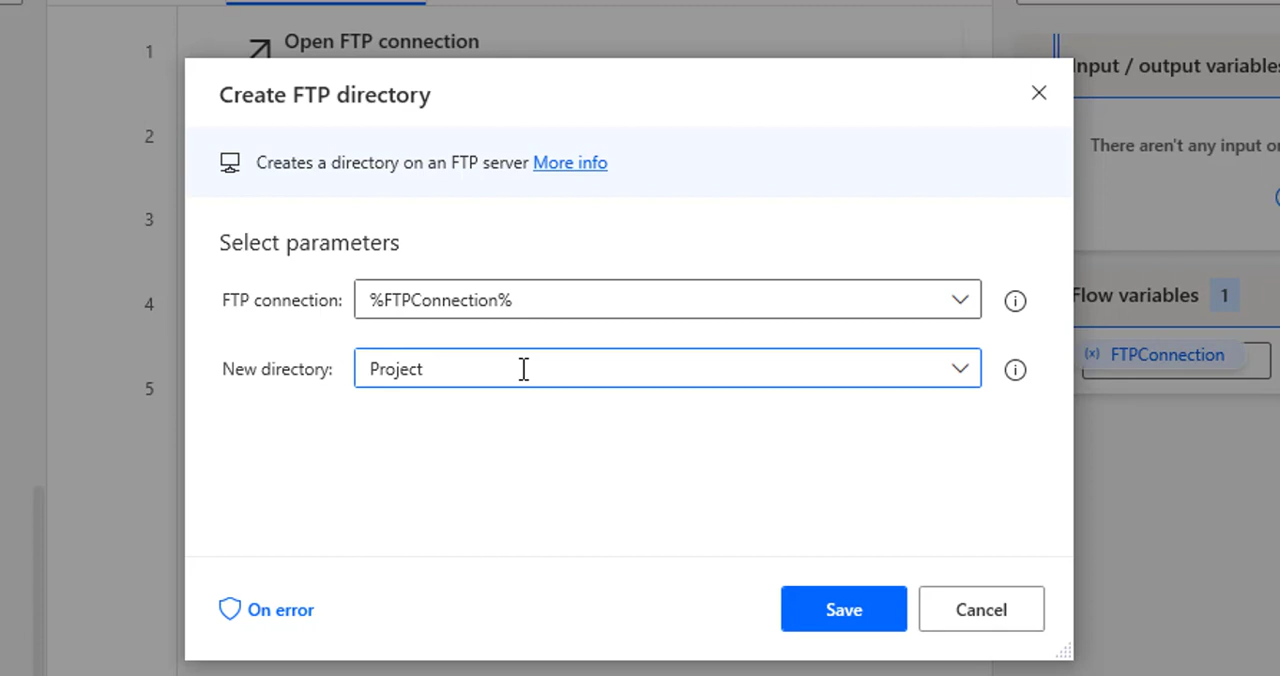 1
Open FTP connection
Create FTP directory
Input / output variables
2
Creates a directory on an FTP server More info
There aren't any input or
3
Select parameters
4
FTP connection: %FTPConnection%
Flow variables 1
5
New directory: Project
(x) FTPConnection
On error
Save
Cancel